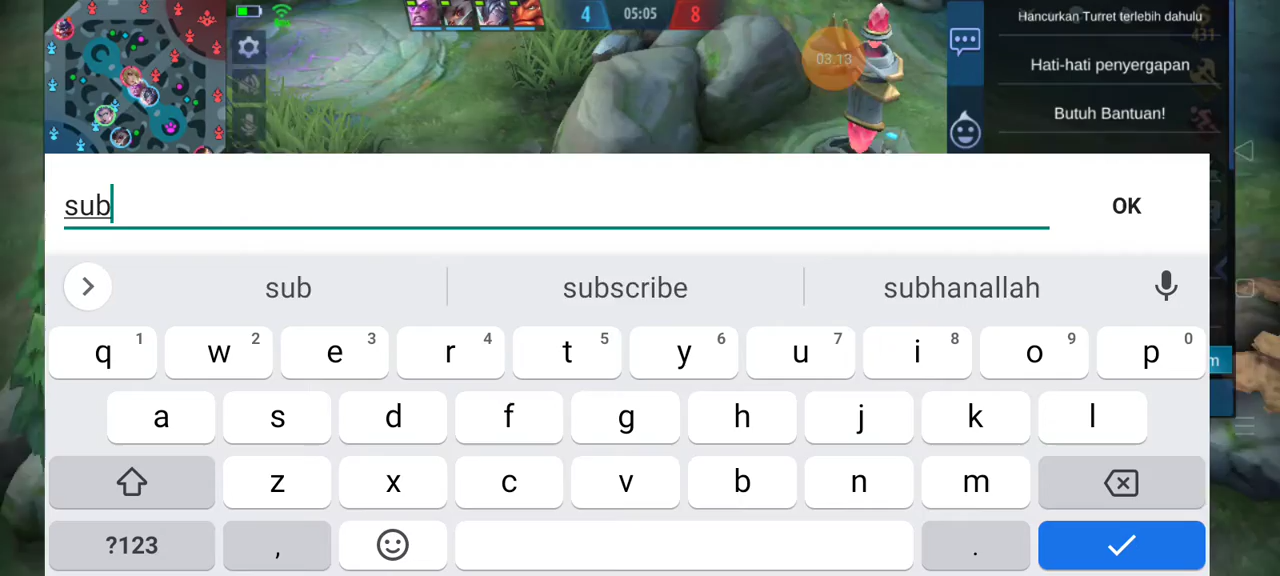 4 05:05 8
03.13
Hancurkan Turret terlebih dahulu
431
Hati-hati penyergapan
Butuh Bantuan!
sub
OK
sub subscribe subhanallah
q 1 w 2 e 3 r 4 t 5 y 6 u 7 i 8 o 9 p 0
a s d f g h j k l
z x c v b n m
?123 , .
m